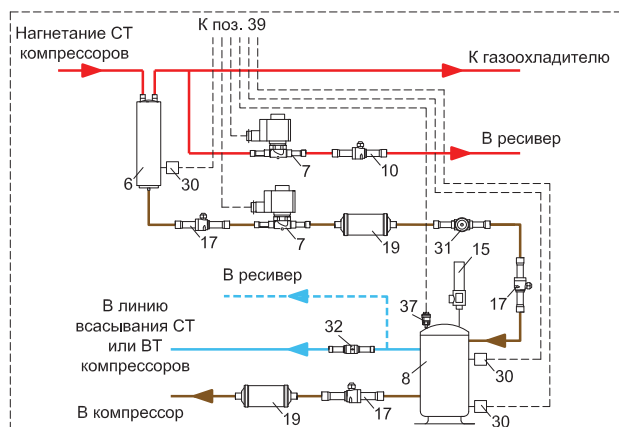 Нагнетание СТ
компрессоров
К поз. 39
К газоохладителю
В ресивер
6
30
7
10
17
7
19
31
15
17
В ресивер
37
В линию
всасывания СТ
или ВТ
компрессоров
32
8
30
В компрессор
19
17
30